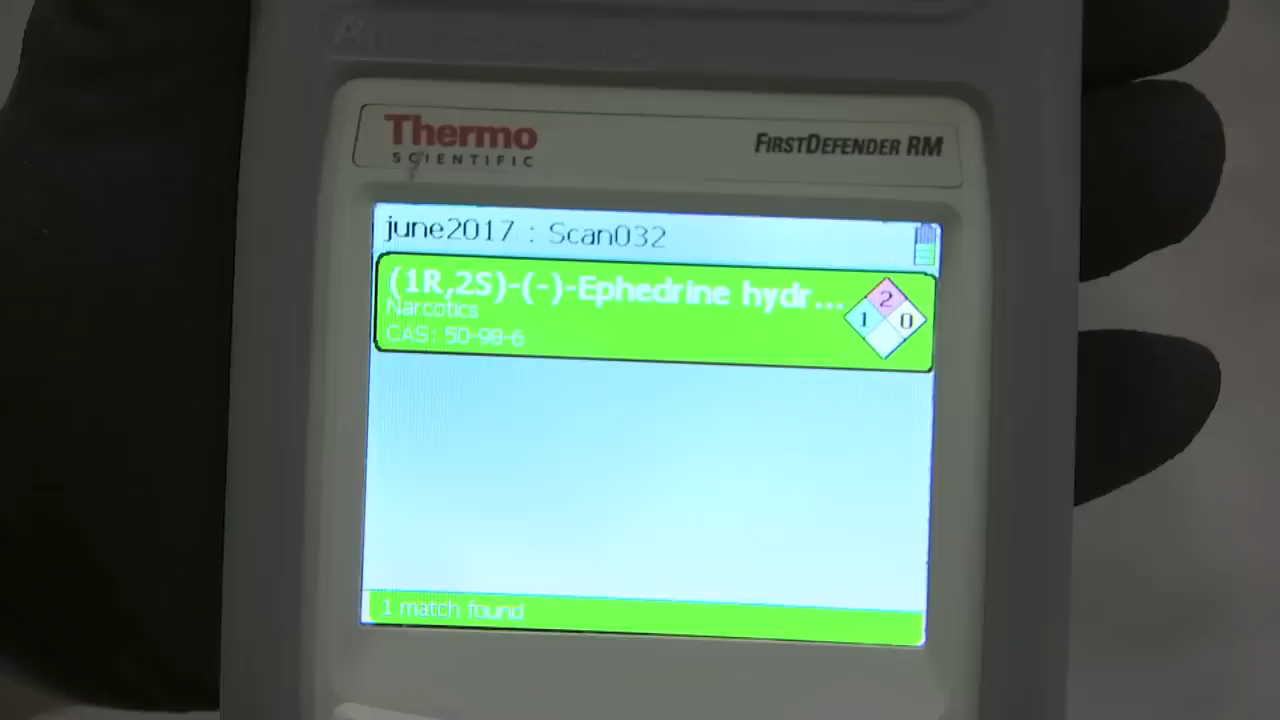 Thermo
SCIENTIFIC
FIRSTDEFENDER RM
june2017 : Scan032
(1R,2S)-(-)-Ephedrine hydr...
Narcotics
CAS: 50-98-6
2
1 0
1 match found